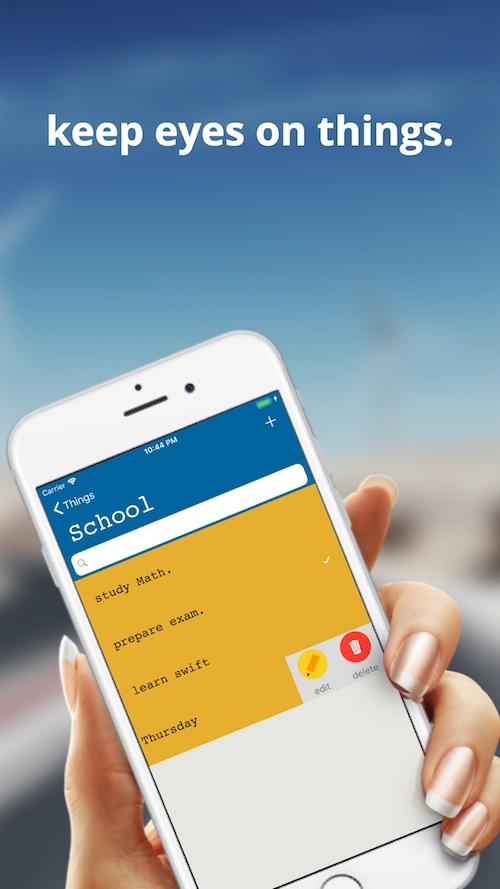 keep eyes on things.
Carrier
10:44 PM
Things
+
School
study Math.
prepare exam.
learn swift
edit
delete
Thursday